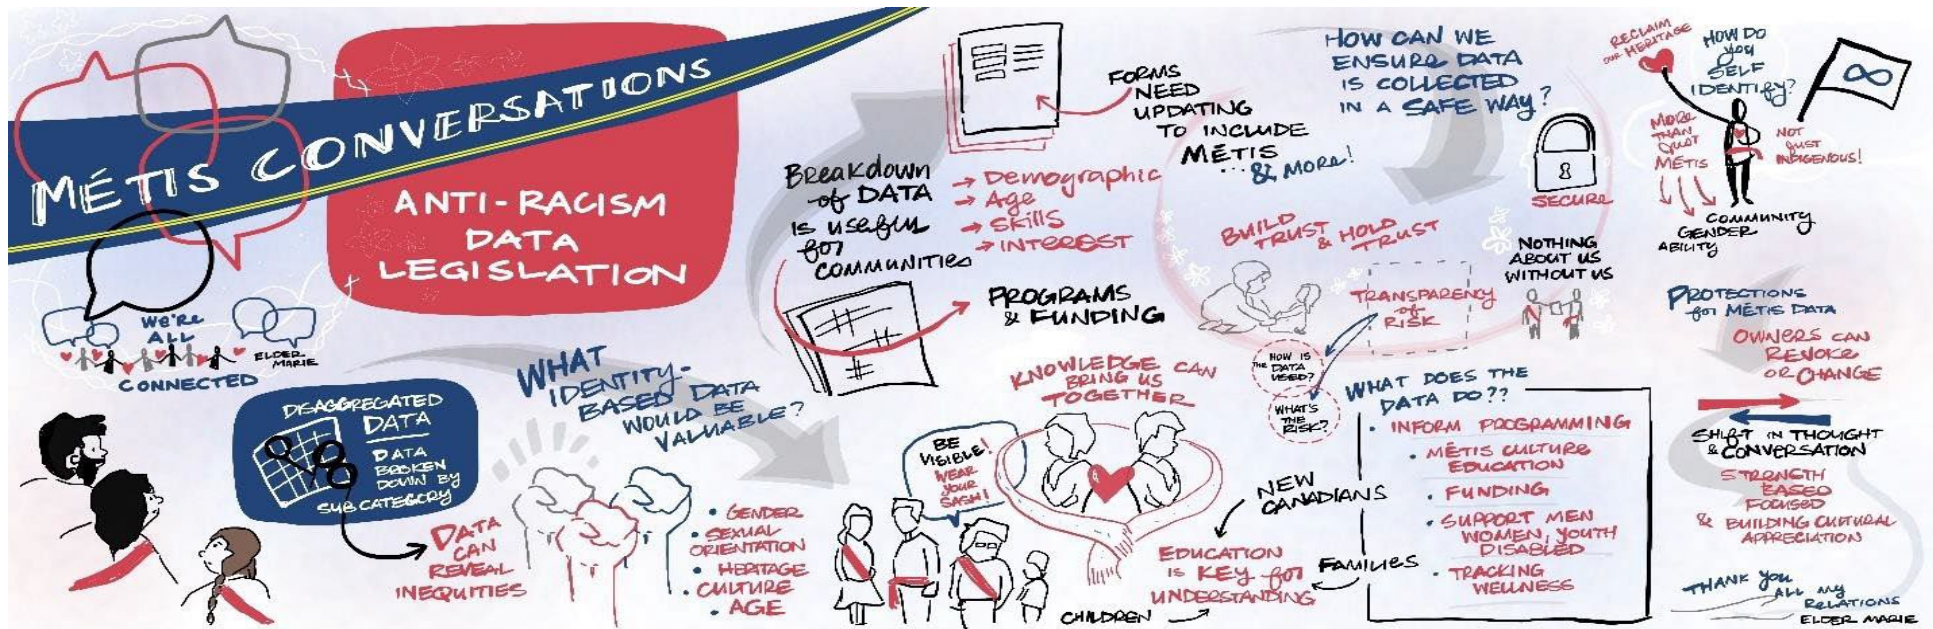 MÉTIS CONVERSATIONS
ANTI-RACISM
DATA
LEGISLATION
WE'RE
ALL
CONNECTED
ELDER
MARIE
DISAGGREGATED
DATA
DATA
BROKEN
DOWN BY
SUBCATEGORY
DATA
CAN
REVEAL
INEQUITIES
WHAT
IDENTITY-
BASED DATA
WOULD BE
VALUABLE?
• GENDER
• SEXUAL
ORIENTATION
• HERITAGE
• CULTURE
• AGE
Breakdown
of DATA
IS USEFUL
for
COMMUNITIES
→ Demographic
→ Age
→ Skills
→ INTEREST
FORMS
NEED
UPDATING
TO INCLUDE
MÉTIS
... & MORE!
PROGRAMS
& FUNDING
BE
VISIBLE!
WEAR
YOUR
SASH!
KNOWLEDGE CAN
BRING US
TOGETHER
NEW
CANADIANS
EDUCATION
IS KEY for
UNDERSTANDING
FAMILIES
CHILDREN
HOW CAN WE
ENSURE DATA
IS COLLECTED
IN A SAFE WAY?
SECURE
BUILD
TRUST & HOLD
TRUST
TRANSPARENCY
of
RISK
NOTHING
ABOUT US
WITHOUT US
HOW IS
THE DATA
USED?
WHAT'S
THE
RISK?
WHAT DOES THE
DATA DO??
• INFORM PROGRAMMING
• MÉTIS CULTURE
EDUCATION
• FUNDING
• SUPPORT MEN
WOMEN, YOUTH
DISABLED
• TRACKING
WELLNESS
RECLAIM
OUR HERITAGE
HOW DO
you
SELF
IDENTIFY?
MORE
THAN
JUST
MÉTIS
NOT
JUST
INDIGENOUS!
COMMUNITY
GENDER
ABILITY
PROTECTIONS
for MÉTIS DATA
OWNERS CAN
REVOKE
OR CHANGE
SHIFT IN THOUGHT
& CONVERSATION
STRENGTH
BASED
FOCUSED
& BUILDING CULTURAL
APPRECIATION
THANK YOU
ALL MY
RELATIONS
ELDER MARIE